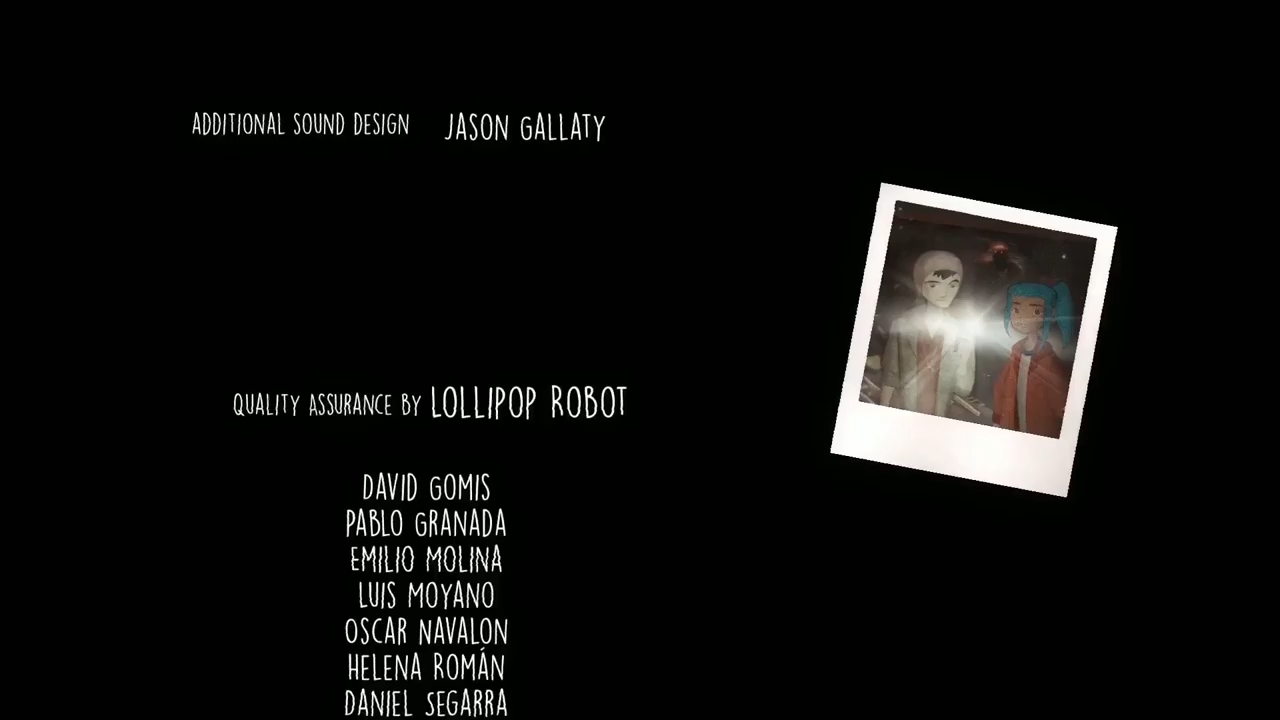 ADDITIONAL SOUND DESIGN JASON GALLATY
QUALITY ASSURANCE BY LOLLIPOP ROBOT
DAVID GOMIS
PABLO GRANADA
EMILIO MOLINA
LUIS MOYANO
OSCAR NAVALON
HELENA ROMÁN
DANIEL SEGARRA